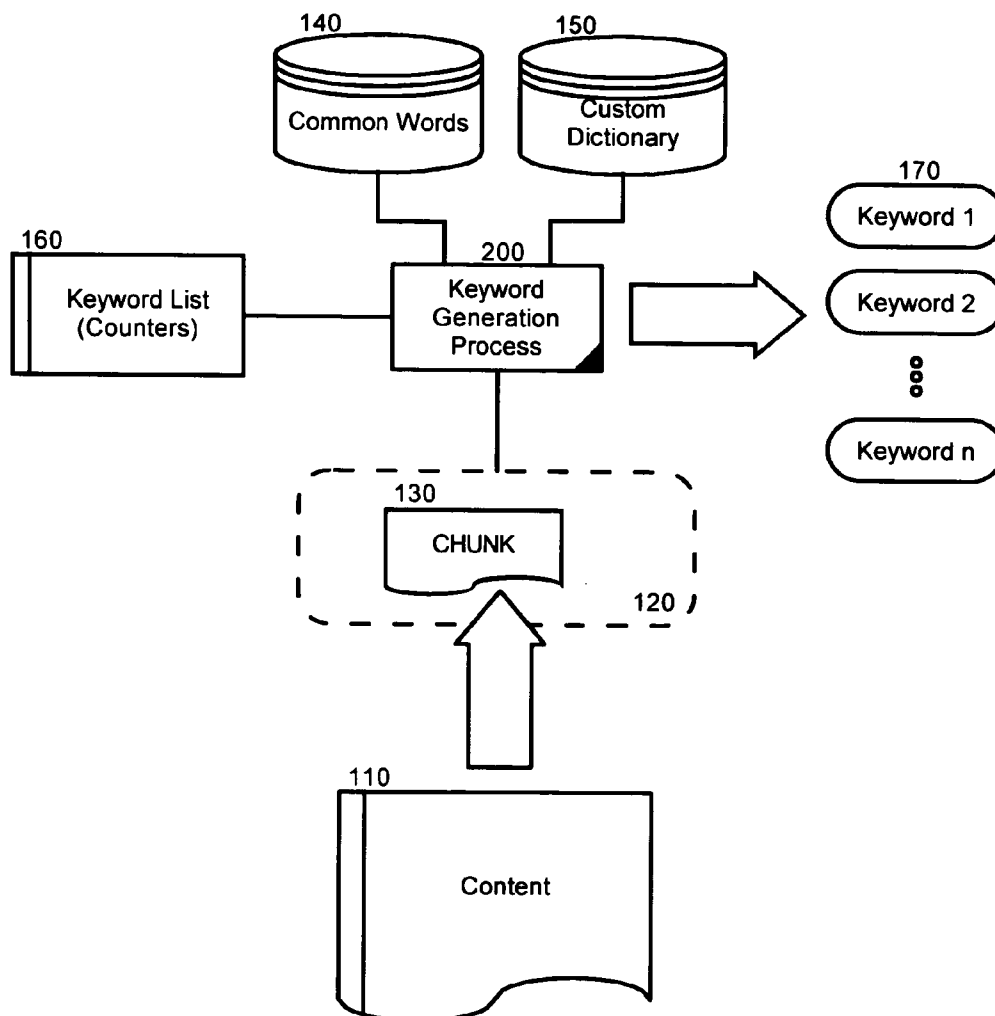 140
Common Words
150
Custom
Dictionary
170
Keyword 1
Keyword 2
Keyword n
160
Keyword List
(Counters)
200
Keyword
Generation
Process
130
CHUNK
120
110
Content